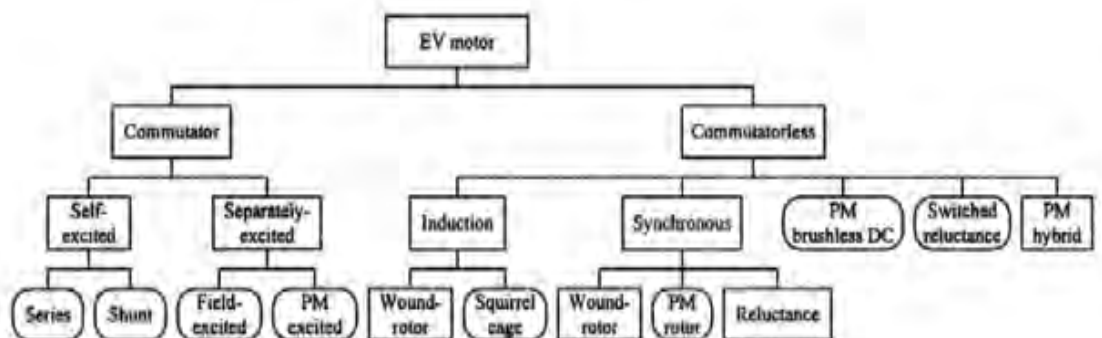 EV motor
Commutator
Commutatorless
Self-
excited
Separately-
excited
Induction
Synchronous
PM
brushless DC
Switched
reluctance
PM
hybrid
Series
Shunt
Field-
excited
PM
excited
Wound-
rotor
Squirrel
cage
Wound-
rotor
PM
rotor
Reluctance